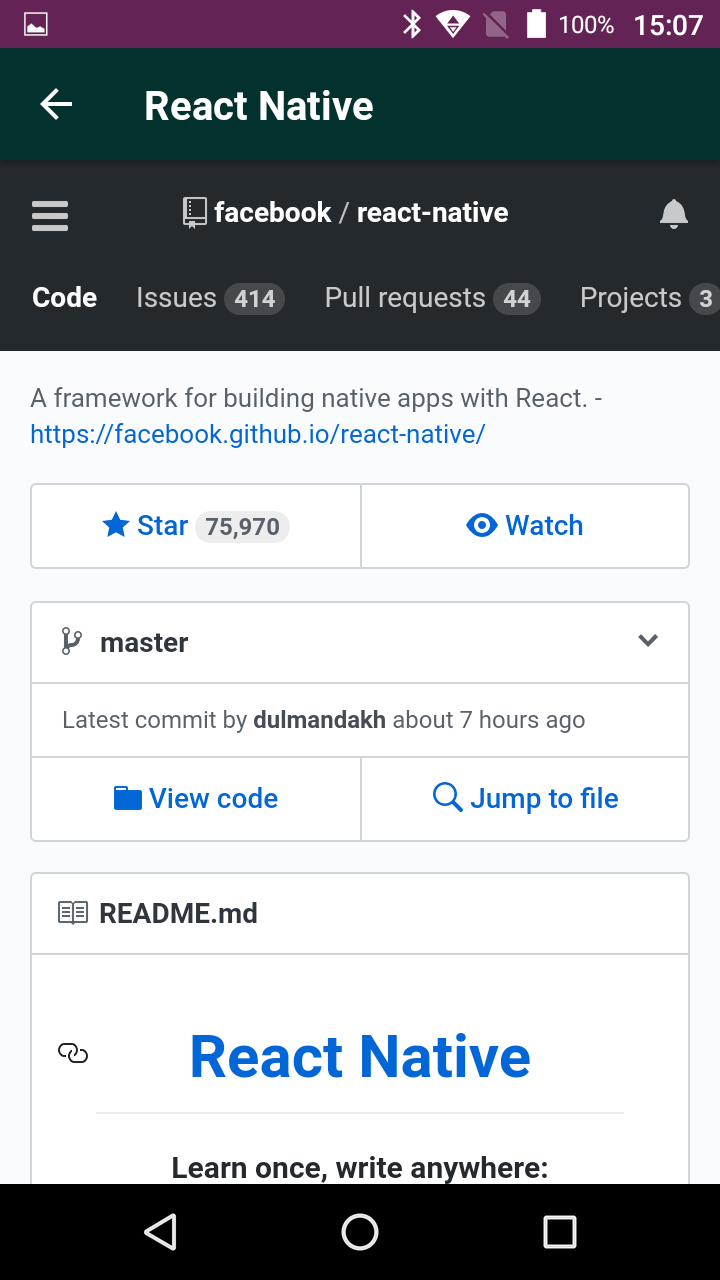 100% 15:07
React Native
facebook / react-native
Code Issues 414 Pull requests 44 Projects 3
A framework for building native apps with React. -
https://facebook.github.io/react-native/
Star 75,970 Watch
master
Latest commit by dulmandakh about 7 hours ago
View code Jump to file
README.md
React Native
Learn once, write anywhere: